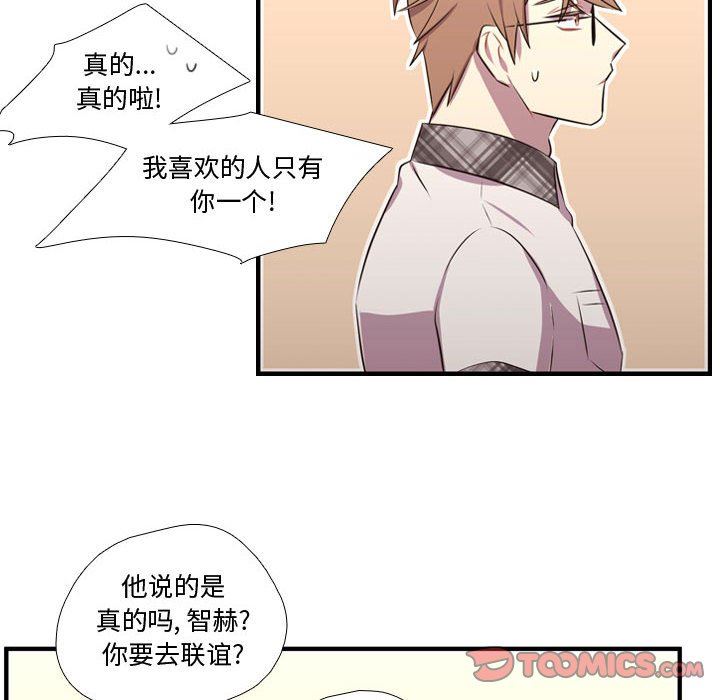 真的...
真的啦!
我喜欢的人只有
你一个!
他说的是
真的吗, 智赫?
你要去联谊?
TOOMICS.COM